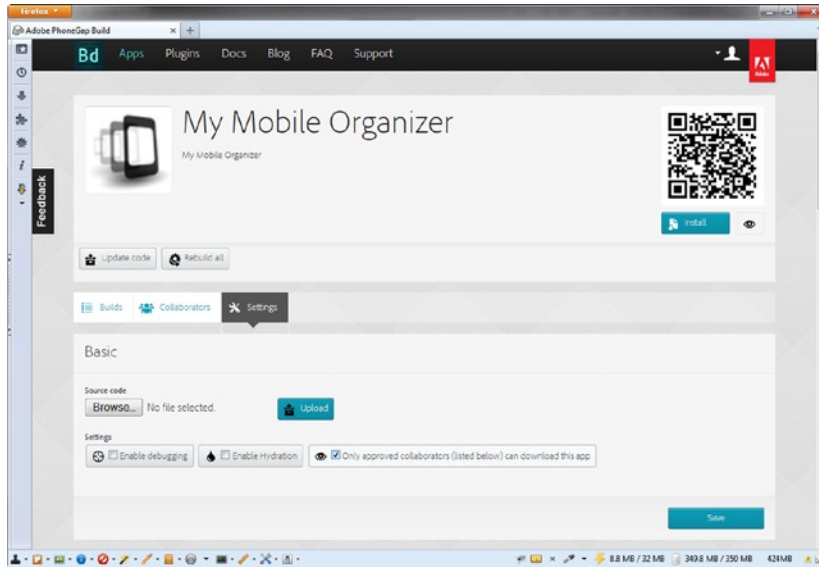 Firefox
Adobe PhoneGap Build × +
Bd Apps Plugins Docs Blog FAQ Support
Adobe
My Mobile Organizer
My Mobile Organizer
Install
Feedback
Update code Rebuild all
Builds Collaborators Settings
Basic
Source code
Browse... No file selected. Upload
Settings
Enable debugging Enable Hydration Only approved collaborators (listed below) can download this app
Save
8.8 MB / 32 MB 349.8 MB / 350 MB 424MB